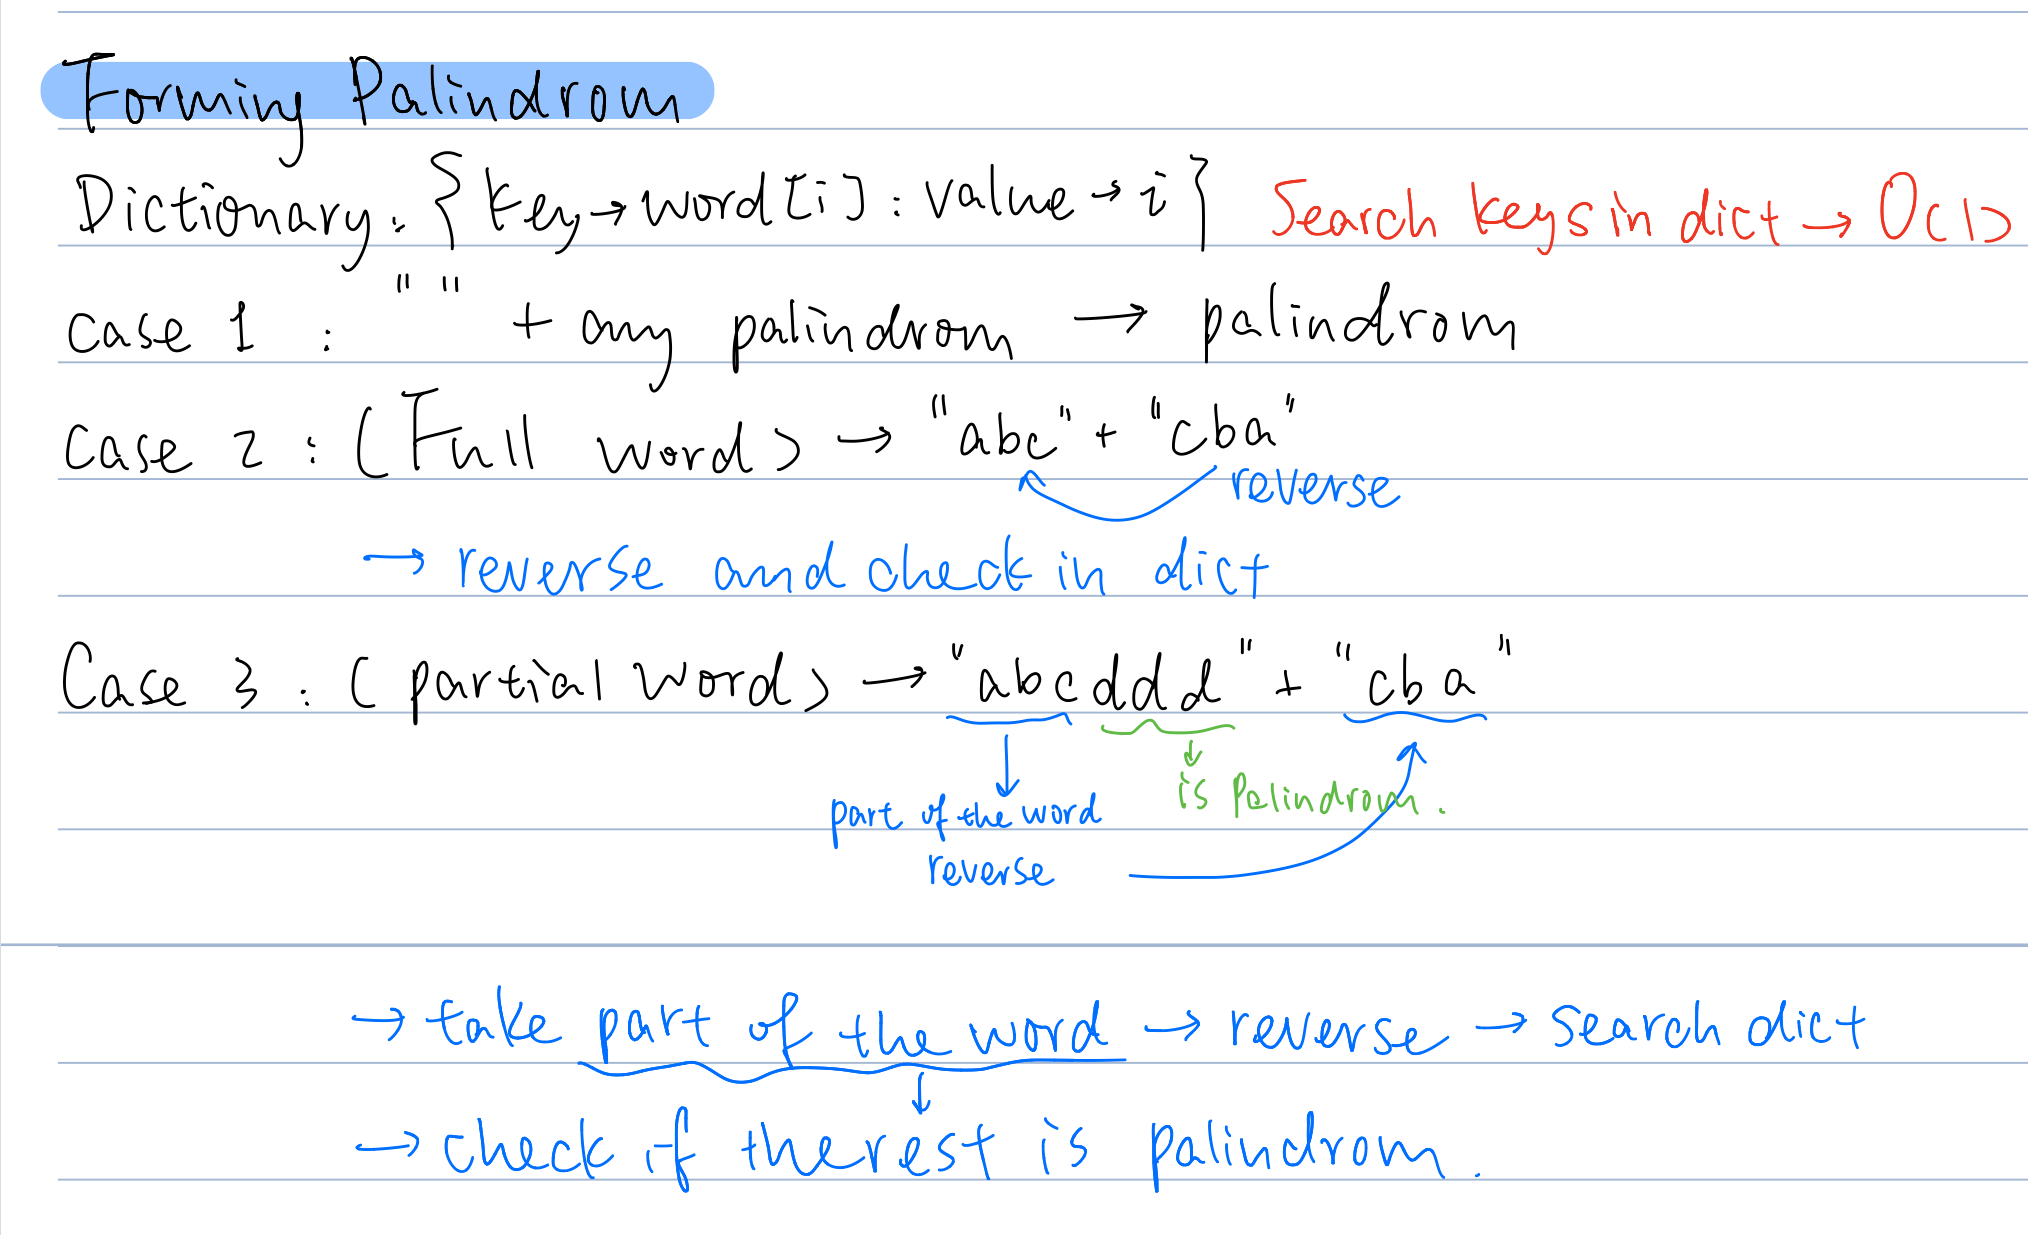 Forming Palindrom
Dictionary: {key→word[i] : value→i} Search keys in dict → O(1)
case 1 : "" + any palindrom → palindrom
case 2 : (Full word) → "abc" + "cba"
reverse
→ reverse and check in dict
Case 3 : (partial word) → "abcddd" + "cba"
is Palindrom.
part of the word
reverse
→ take part of the word → reverse → search dict
→ check if the rest is palindrom.